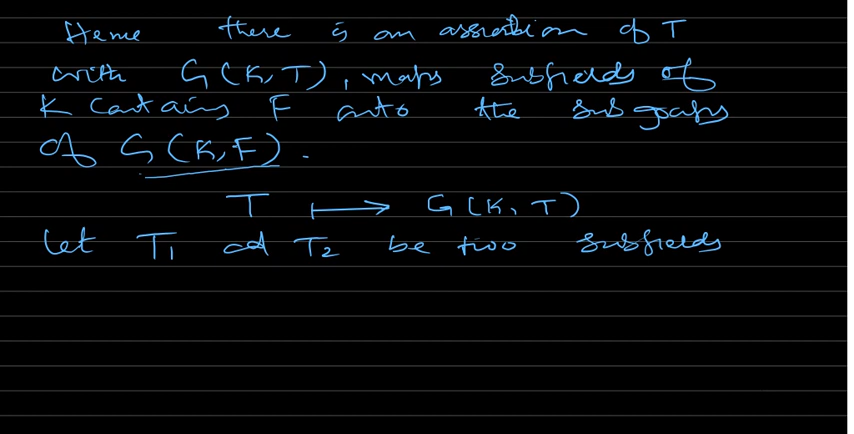 Hence there is an association of T
with G(K, T), maps subfields of
K contains F onto the subgroups
of G(K, F).
T ↦ G(K, T)
Let T₁ and T₂ be two subfields